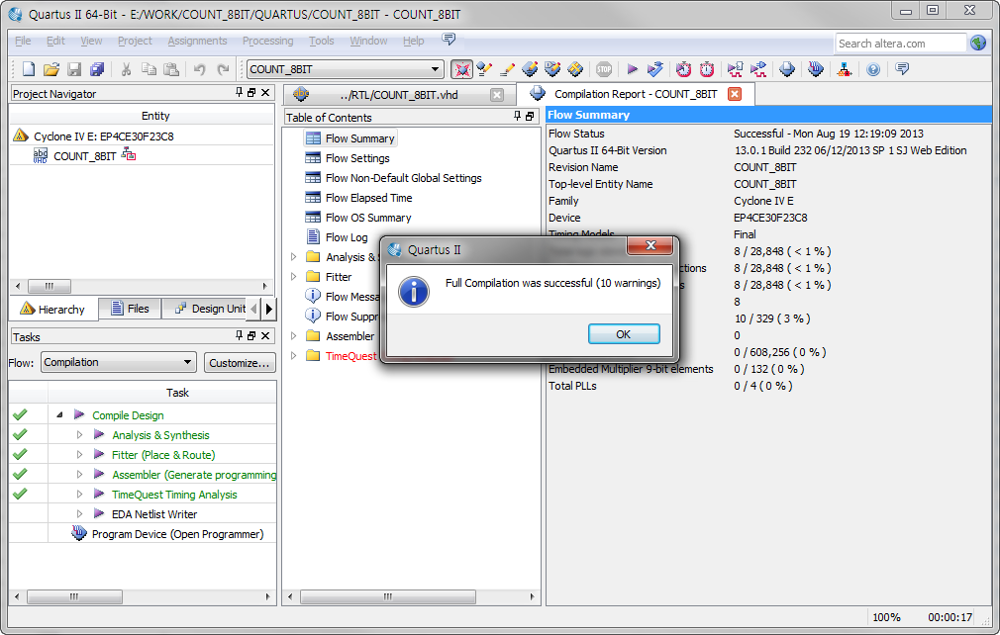 Quartus II 64-Bit - E:/WORK/COUNT_8BIT/QUARTUS/COUNT_8BIT - COUNT_8BIT
File Edit View Project Assignments Processing Tools Window Help
Search altera.com
COUNT_8BIT
STOP
Project Navigator
Entity
Cyclone IV E: EP4CE30F23C8
COUNT_8BIT
Hierarchy Files Design Unit
Tasks
Flow: Compilation Customize...
Task
Compile Design
Analysis & Synthesis
Fitter (Place & Route)
Assembler (Generate programming
TimeQuest Timing Analysis
EDA Netlist Writer
Program Device (Open Programmer)
../RTL/COUNT_8BIT.vhd
Compilation Report - COUNT_8BIT
Table of Contents
Flow Summary
Flow Settings
Flow Non-Default Global Settings
Flow Elapsed Time
Flow OS Summary
Flow Log
Analysis &
Fitter
Flow Messa
Flow Suppr
Assembler
TimeQuest
Flow Summary
Flow Status Successful - Mon Aug 19 12:19:09 2013
Quartus II 64-Bit Version 13.0.1 Build 232 06/12/2013 SP 1 SJ Web Edition
Revision Name COUNT_8BIT
Top-level Entity Name COUNT_8BIT
Family Cyclone IV E
Device EP4CE30F23C8
Timing Models Final
8 / 28,848 ( < 1 % )
ctions 8 / 28,848 ( < 1 % )
s 8 / 28,848 ( < 1 % )
8
10 / 329 ( 3 % )
0
0 / 608,256 ( 0 % )
Embedded Multiplier 9-bit elements 0 / 132 ( 0 % )
Total PLLs 0 / 4 ( 0 % )
Quartus II
Full Compilation was successful (10 warnings)
OK
100% 00:00:17